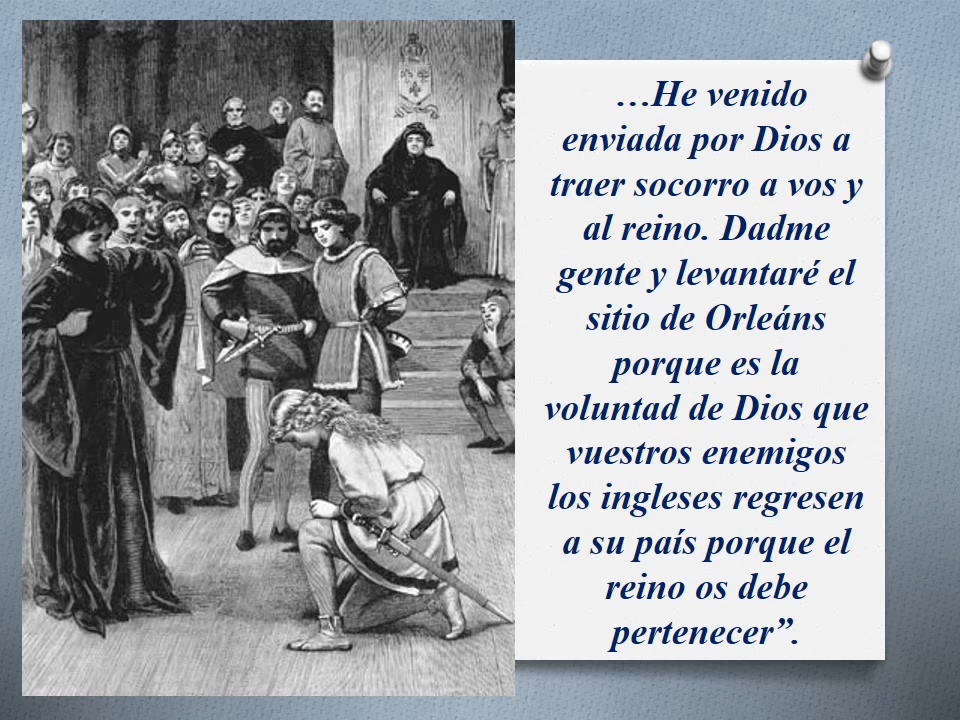 …He venido
enviada por Dios a
traer socorro a vos y
al reino. Dadme
gente y levantaré el
sitio de Orleáns
porque es la
voluntad de Dios que
vuestros enemigos
los ingleses regresen
a su país porque el
reino os debe
pertenecer”.